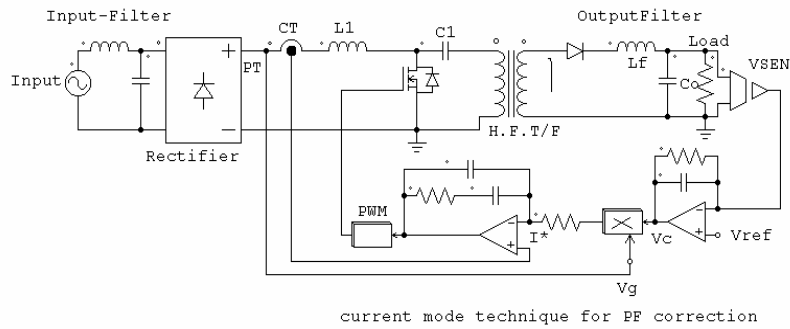 Input-Filter
CT
L1
C1
OutputFilter
Load
VSEN
Input
PT
Lf
Co
Rectifier
H.F.T/F
PWM
I*
Vc
Vref
Vg
current mode technique for PF correction